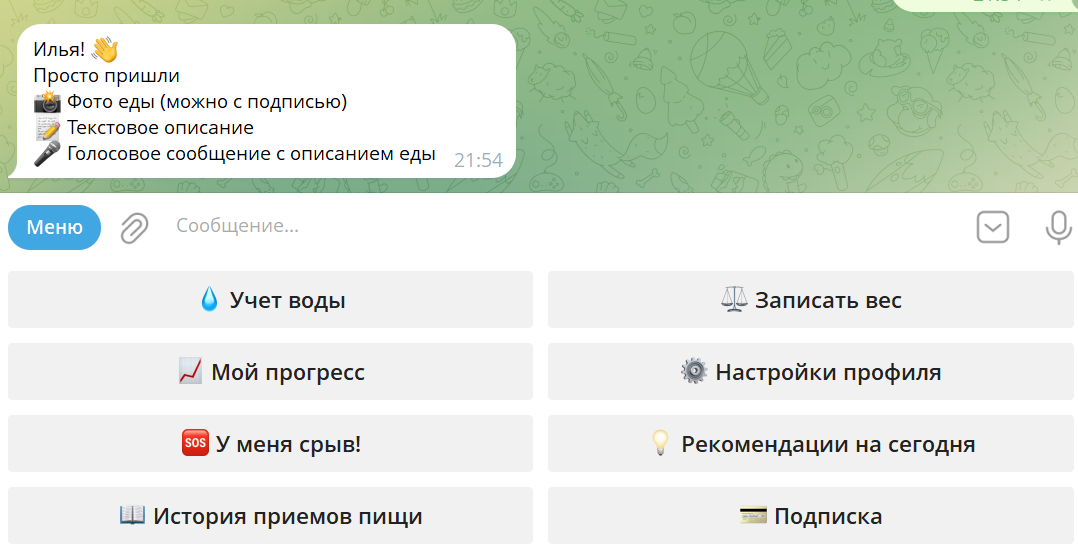 Илья! 👋
Просто пришли
📸 Фото еды (можно с подписью)
📝 Текстовое описание
🎤 Голосовое сообщение с описанием еды
21:54
Меню
Сообщение...
💧 Учет воды
⚖️ Записать вес
📈 Мой прогресс
⚙️ Настройки профиля
🆘 У меня срыв!
💡 Рекомендации на сегодня
📖 История приемов пищи
💳 Подписка